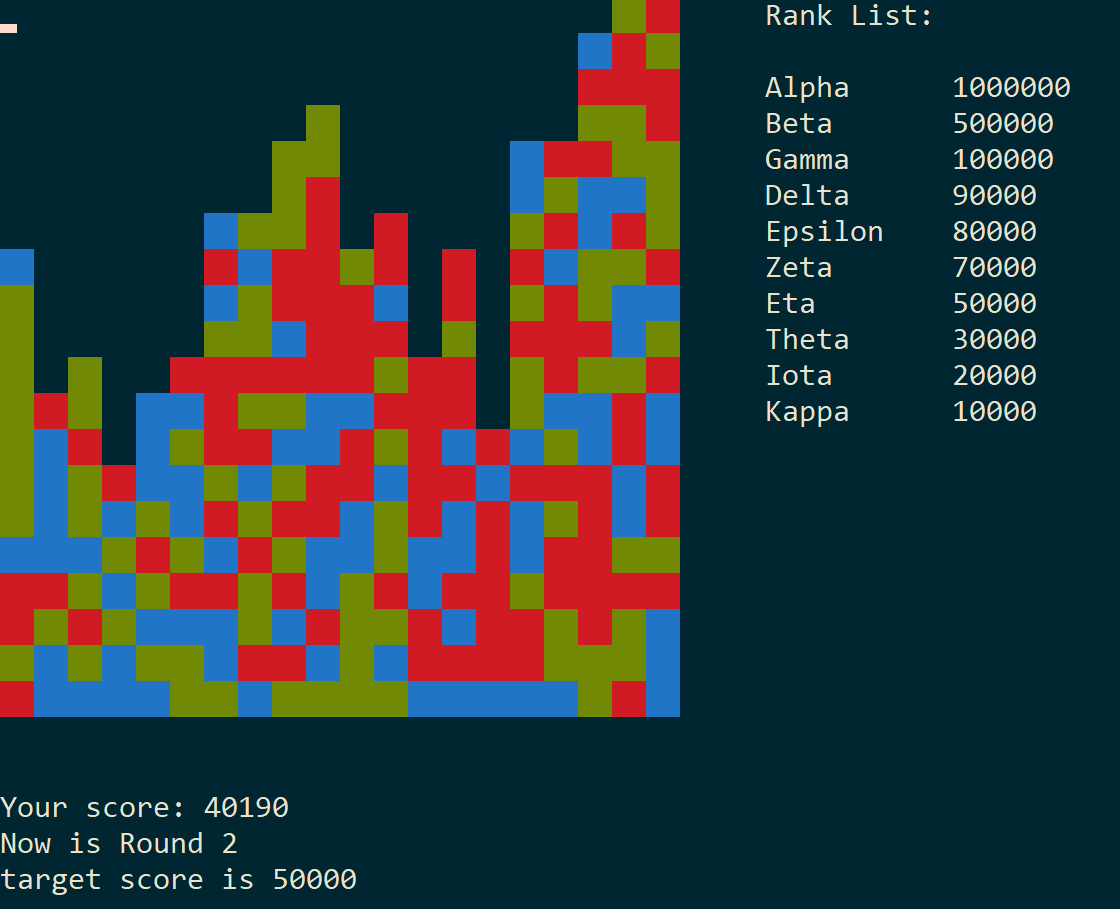 Rank List:
Alpha 1000000
Beta 500000
Gamma 100000
Delta 90000
Epsilon 80000
Zeta 70000
Eta 50000
Theta 30000
Iota 20000
Kappa 10000
Your score: 40190
Now is Round 2
target score is 50000